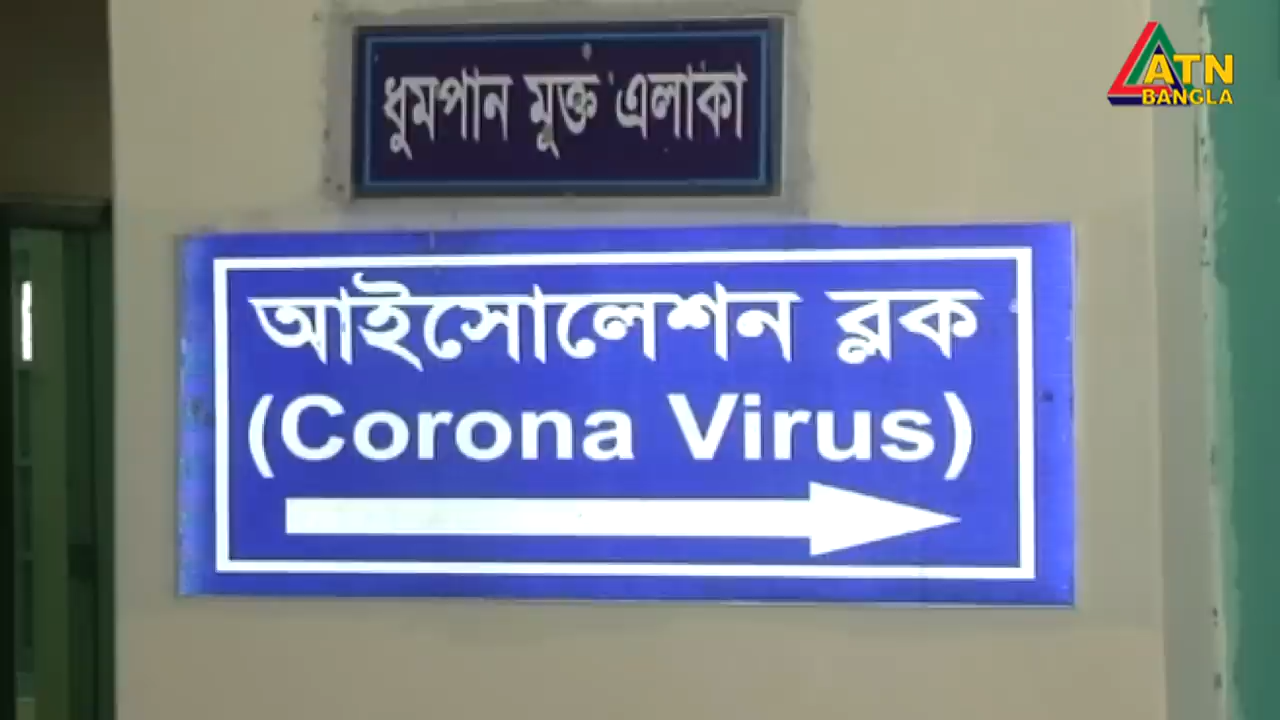 ধুমপান মুক্ত এলাকা
ATN
BANGLA
আইসোলেশন ব্লক
(Corona Virus)